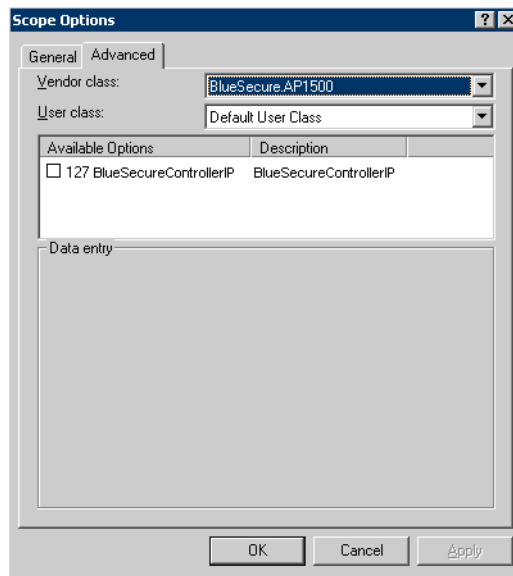 Scope Options
General Advanced
Vendor class: BlueSecure.AP1500
User class: Default User Class
Available Options Description
127 BlueSecureControllerIP BlueSecureControllerIP
Data entry
OK Cancel Apply